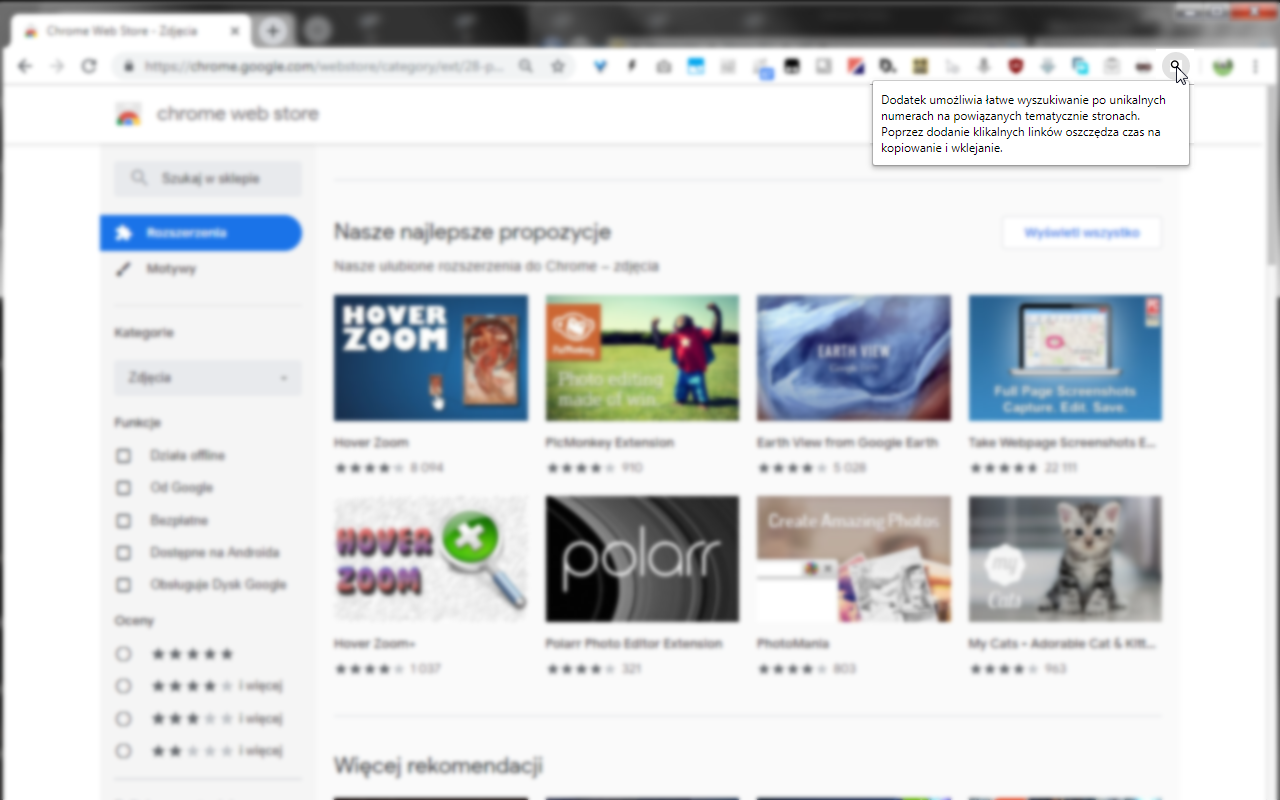 Chrome Web Store - Zdjęcia
https://chrome.google.com/webstore/category/ext/28-p...
Dodatek umożliwia łatwe wyszukiwanie po unikalnych
numerach na powiązanych tematycznie stronach.
Poprzez dodanie klikalnych linków oszczędza czas na
kopiowanie i wklejanie.
chrome web store
Szukaj w sklepie
Rozszerzenia
Motywy
Kategorie
Zdjęcia
Funkcje
Działa offline
Od Google
Bezpłatne
Dostępne na Androida
Obsługuje Dysk Google
Oceny
i więcej
i więcej
i więcej
Nasze najlepsze propozycje
Wyświetl wszystko
Nasze ulubione rozszerzenia do Chrome – zdjęcia
HOVER
ZOOM
Photo editing
made of win.
EARTH VIEW
Full Page Screenshots
Capture. Edit. Save.
Hover Zoom
8 094
PicMonkey Extension
910
Earth View from Google Earth
5 028
Take Webpage Screenshots E...
22 111
HOVER
ZOOM
polarr
Create Amazing Photos
my
Cats
Hover Zoom+
1 037
Polarr Photo Editor Extension
321
PhotoMania
803
My Cats - Adorable Cat & Kitt...
963
Więcej rekomendacji